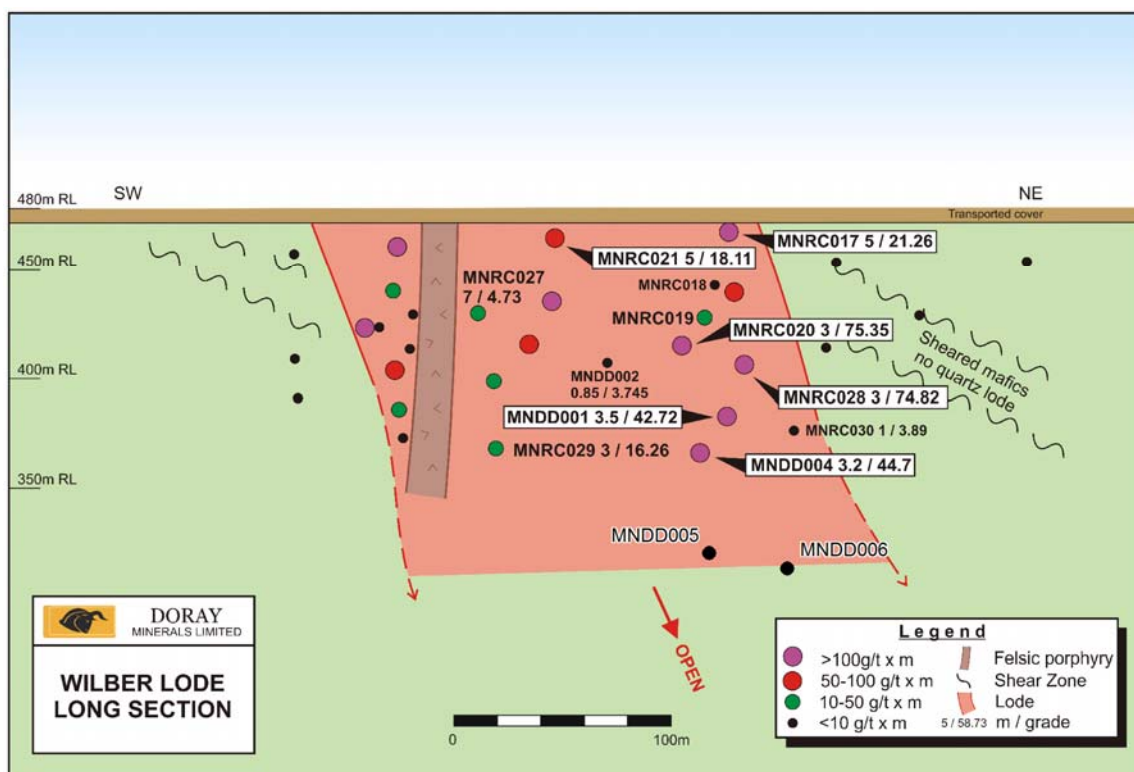 480m RL
SW
NE
Transported cover
MNRC017 5 / 21.26
MNRC021 5 / 18.11
450m RL
MNRC027
7 / 4.73
MNRC018
MNRC019
MNRC020 3 / 75.35
Sheared mafics
no quartz lode
400m RL
MNDD002
0.85 / 3.745
MNRC028 3 / 74.82
MNDD001 3.5 / 42.72
MNRC030 1 / 3.89
MNRC029 3 / 16.26
MNDD004 3.2 / 44.7
350m RL
MNDD005
MNDD006
OPEN
DORAY
MINERALS LIMITED
WILBER LODE
LONG SECTION
0
100m
Legend
>100g/t x m
50-100 g/t x m
10-50 g/t x m
<10 g/t x m
Felsic porphyry
Shear Zone
Lode
5 / 58.73 m / grade